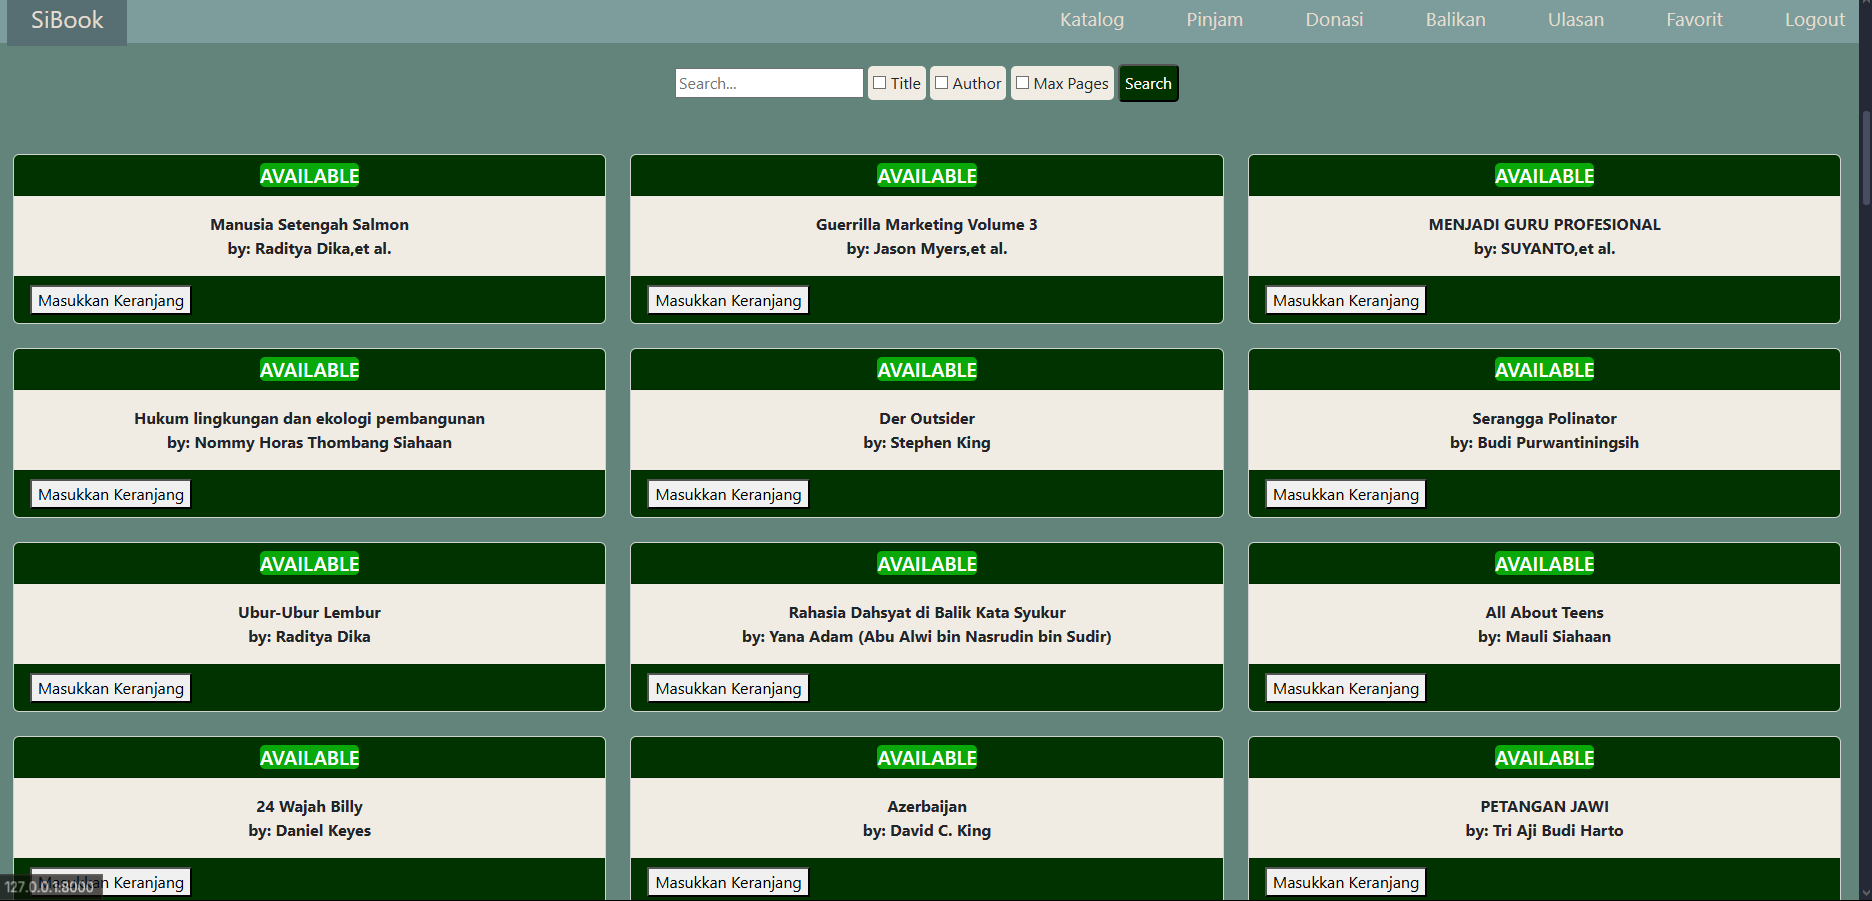 SiBook Katalog Pinjam Donasi Balikan Ulasan Favorit Logout
Search... Title Author Max Pages Search
AVAILABLE
Manusia Setengah Salmon
by: Raditya Dika,et al.
Masukkan Keranjang
AVAILABLE
Guerrilla Marketing Volume 3
by: Jason Myers,et al.
Masukkan Keranjang
AVAILABLE
MENJADI GURU PROFESIONAL
by: SUYANTO,et al.
Masukkan Keranjang
AVAILABLE
Hukum lingkungan dan ekologi pembangunan
by: Nommy Horas Thombang Siahaan
Masukkan Keranjang
AVAILABLE
Der Outsider
by: Stephen King
Masukkan Keranjang
AVAILABLE
Serangga Polinator
by: Budi Purwantiningsih
Masukkan Keranjang
AVAILABLE
Ubur-Ubur Lembur
by: Raditya Dika
Masukkan Keranjang
AVAILABLE
Rahasia Dahsyat di Balik Kata Syukur
by: Yana Adam (Abu Alwi bin Nasrudin bin Sudir)
Masukkan Keranjang
AVAILABLE
All About Teens
by: Mauli Siahaan
Masukkan Keranjang
AVAILABLE
24 Wajah Billy
by: Daniel Keyes
Masukkan Keranjang
AVAILABLE
Azerbaijan
by: David C. King
Masukkan Keranjang
AVAILABLE
PETANGAN JAWI
by: Tri Aji Budi Harto
Masukkan Keranjang
127.0.0.1:8000